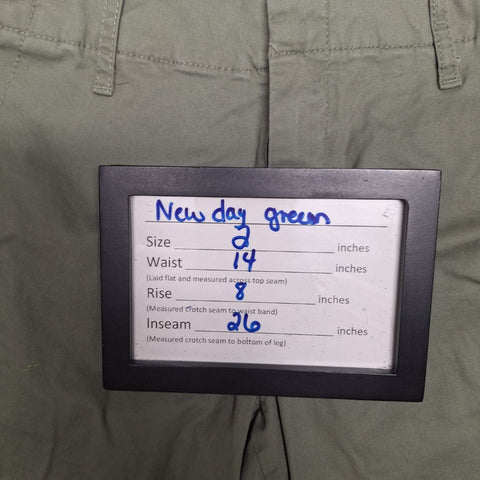 New day green
Size 2 inches
Waist 14 inches
(Laid flat and measured across top seam)
Rise 8 inches
(Measured crotch seam to waist band)
Inseam 26 inches
(Measured crotch seam to bottom of leg)